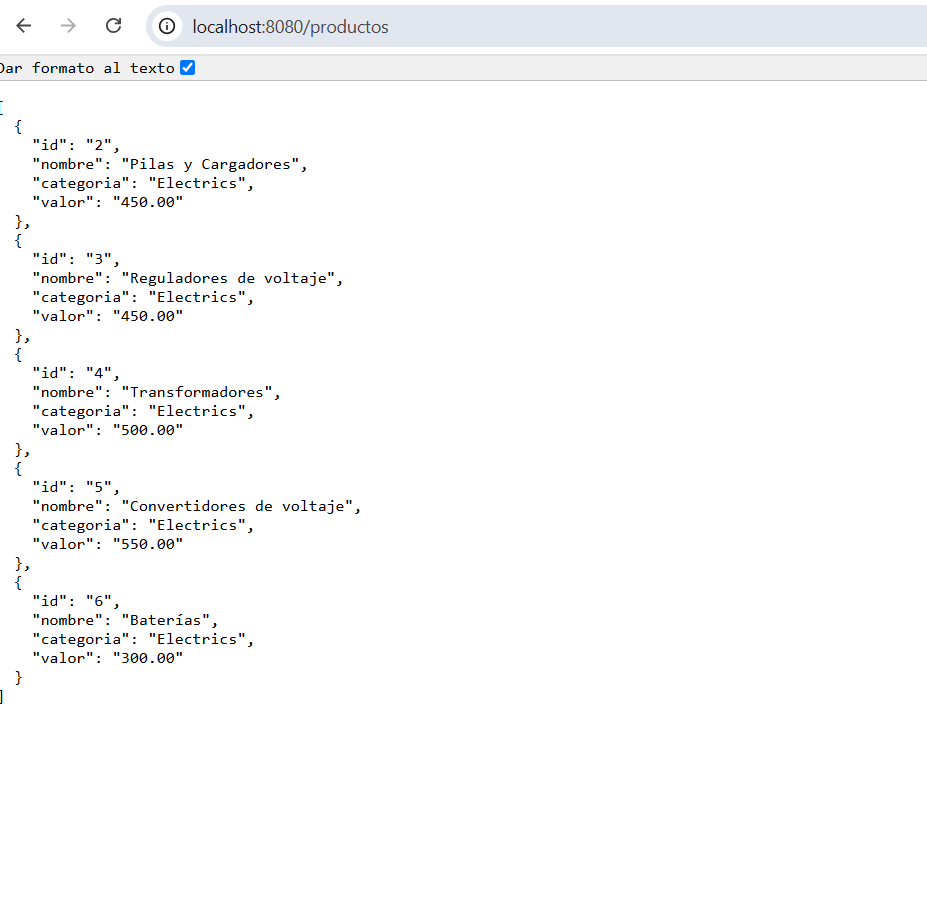 localhost:8080/productos
Dar formato al texto
[
  {
    "id": "2",
    "nombre": "Pilas y Cargadores",
    "categoria": "Electrics",
    "valor": "450.00"
  },
  {
    "id": "3",
    "nombre": "Reguladores de voltaje",
    "categoria": "Electrics",
    "valor": "450.00"
  },
  {
    "id": "4",
    "nombre": "Transformadores",
    "categoria": "Electrics",
    "valor": "500.00"
  },
  {
    "id": "5",
    "nombre": "Convertidores de voltaje",
    "categoria": "Electrics",
    "valor": "550.00"
  },
  {
    "id": "6",
    "nombre": "Baterías",
    "categoria": "Electrics",
    "valor": "300.00"
  }
]